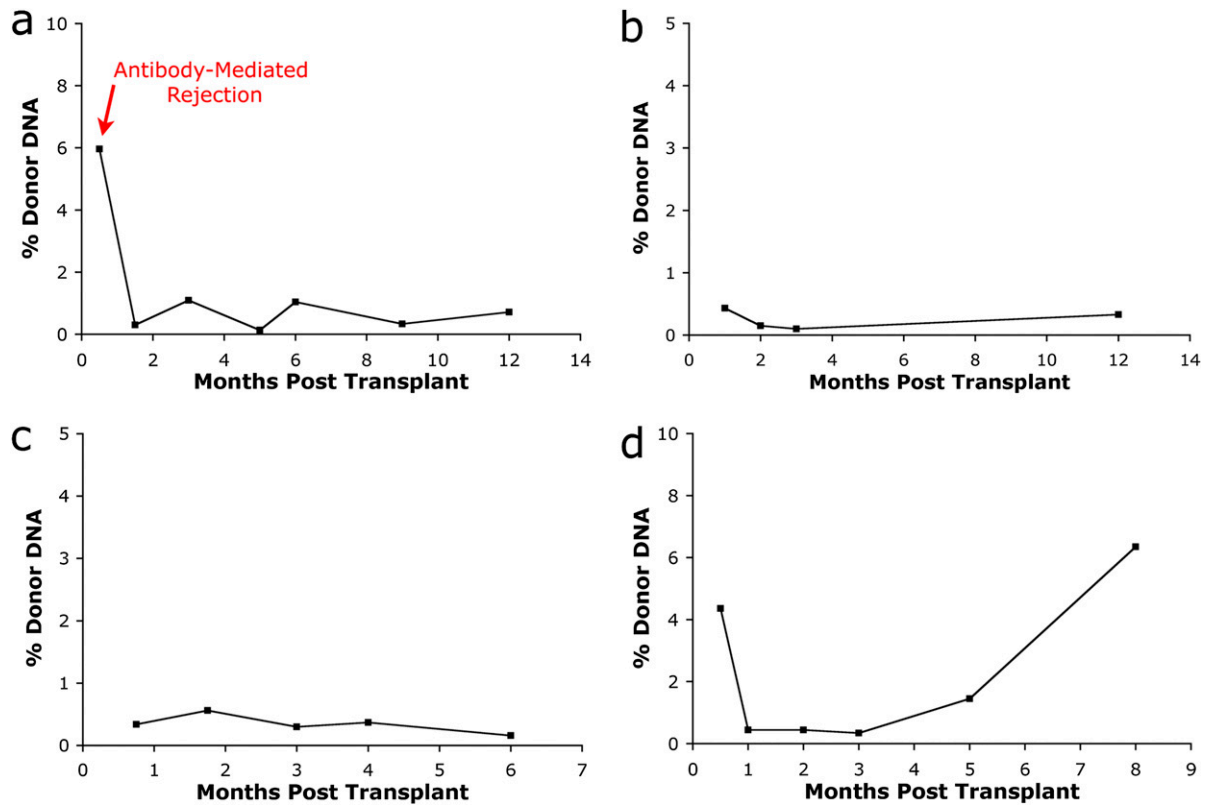 a
10
8
6
4
2
0
% Donor DNA
Antibody-Mediated
Rejection
0 2 4 6 8 10 12 14
Months Post Transplant
b
5
4
3
2
1
0
% Donor DNA
0 2 4 6 8 10 12 14
Months Post Transplant
c
5
4
3
2
1
0
% Donor DNA
0 1 2 3 4 5 6 7
Months Post Transplant
d
10
8
6
4
2
0
% Donor DNA
0 1 2 3 4 5 6 7 8 9
Months Post Transplant